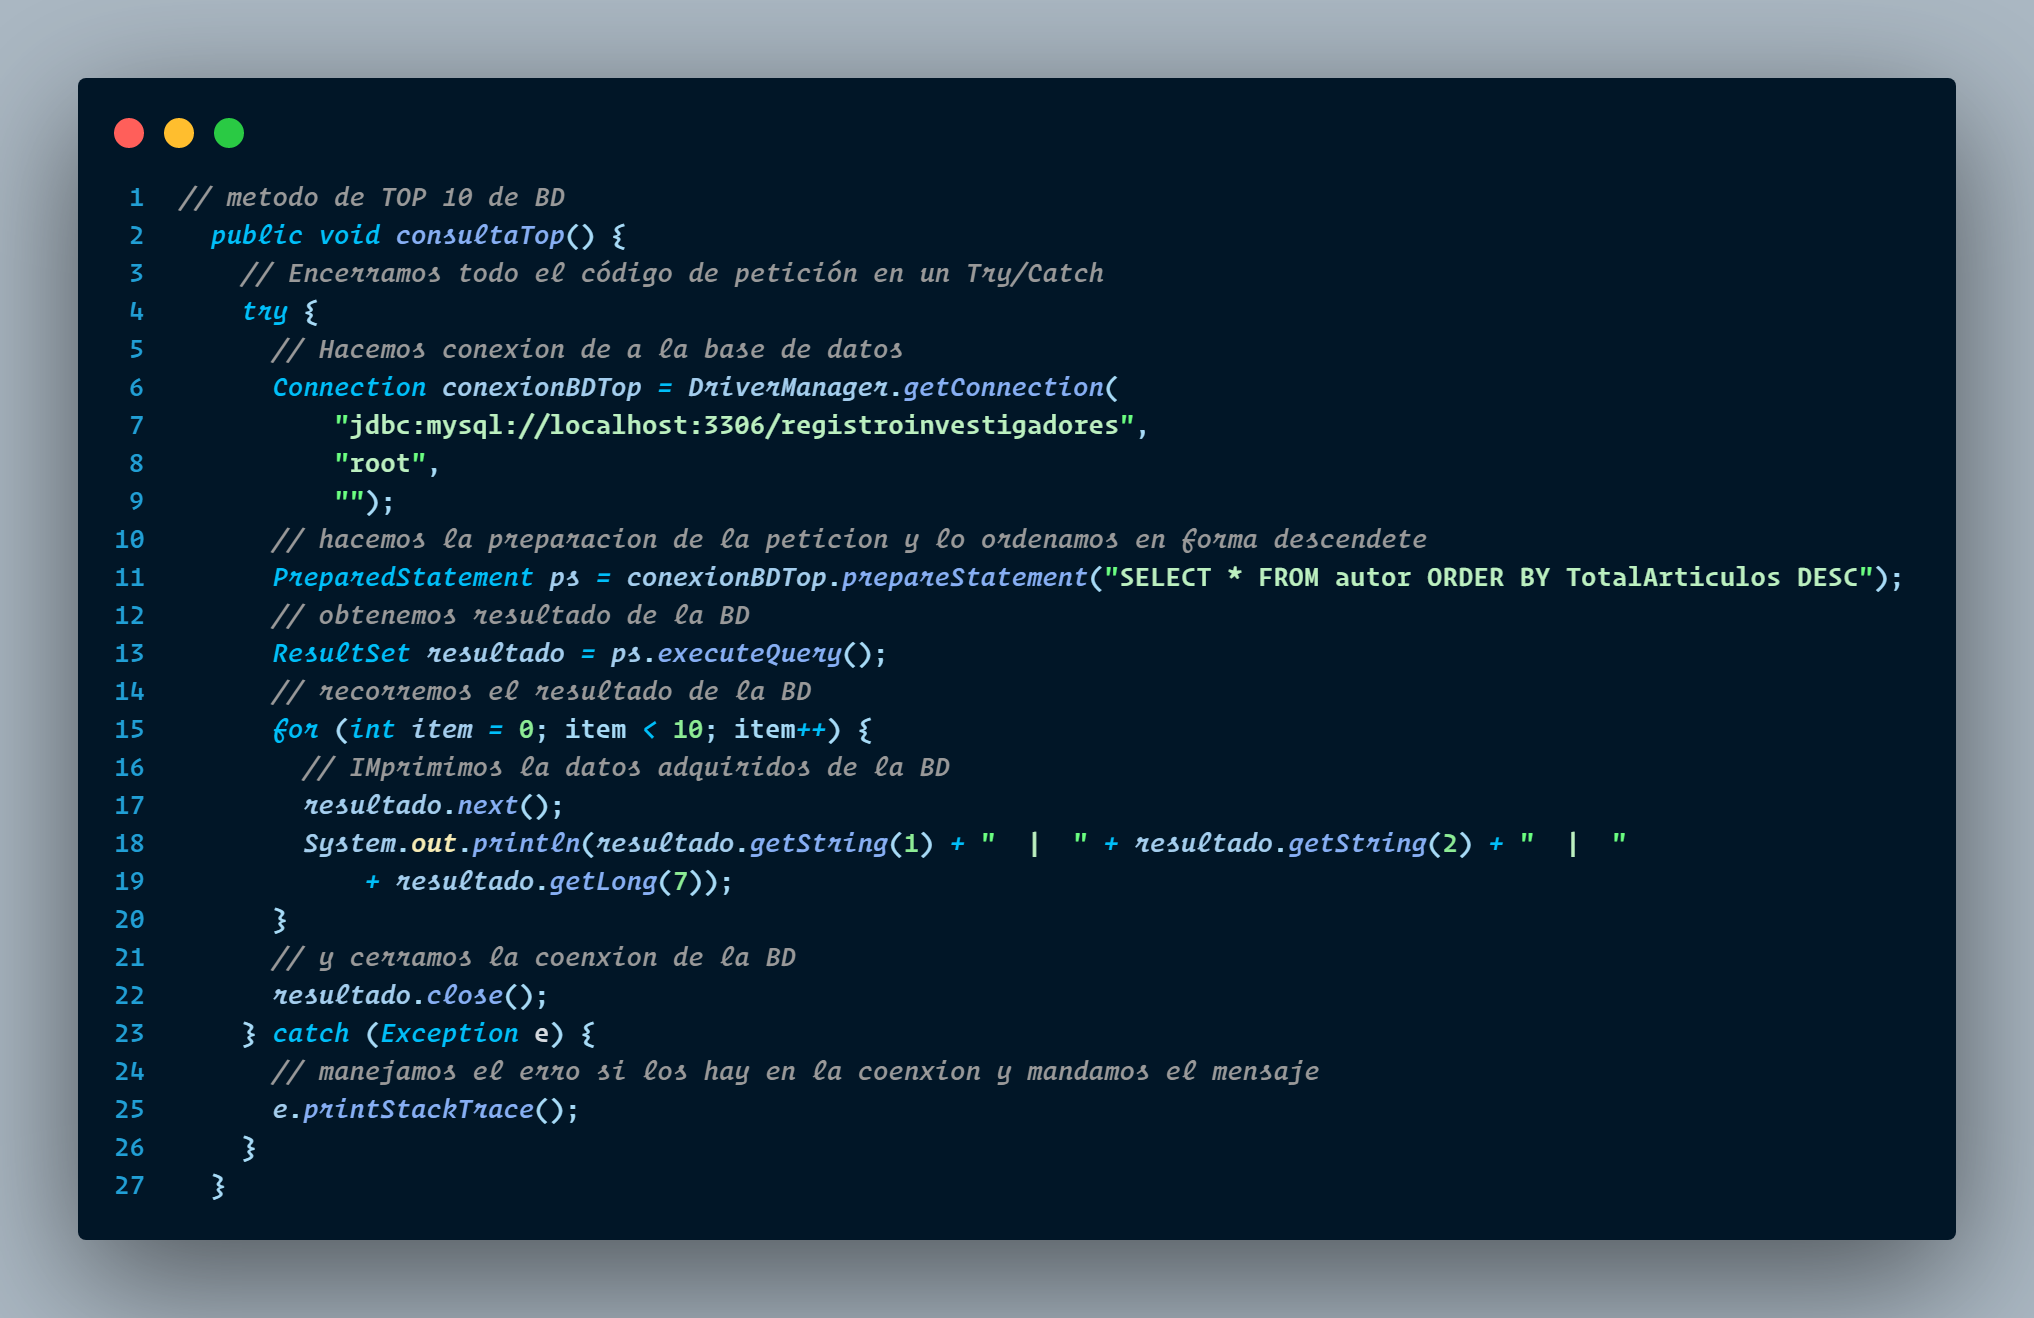 1 // metodo de TOP 10 de BD
2   public void consultaTop() {
3     // Encerramos todo el código de petición en un Try/Catch
4     try {
5       // Hacemos conexion de a la base de datos
6       Connection conexionBDTop = DriverManager.getConnection(
7           "jdbc:mysql://localhost:3306/registroinvestigadores",
8           "root",
9           "");
10       // hacemos la preparacion de la peticion y lo ordenamos en forma descendete
11       PreparedStatement ps = conexionBDTop.prepareStatement("SELECT * FROM autor ORDER BY TotalArticulos DESC");
12       // obtenemos resultado de la BD
13       ResultSet resultado = ps.executeQuery();
14       // recorremos el resultado de la BD
15       for (int item = 0; item < 10; item++) {
16         // IMprimimos la datos adquiridos de la BD
17         resultado.next();
18         System.out.println(resultado.getString(1) + "  |  " + resultado.getString(2) + "  |  "
19             + resultado.getLong(7));
20       }
21       // y cerramos la coenxion de la BD
22       resultado.close();
23     } catch (Exception e) {
24       // manejamos el erro si los hay en la coenxion y mandamos el mensaje
25       e.printStackTrace();
26     }
27   }